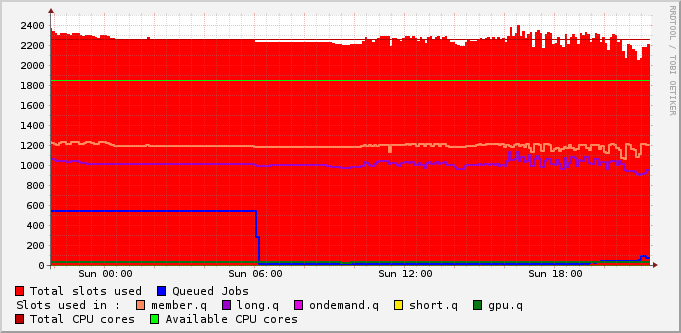 2400
2200
2000
1800
1600
1400
1200
1000
800
600
400
200
0
Sun 00:00 Sun 06:00 Sun 12:00 Sun 18:00
Total slots used Queued Jobs
Slots used in : member.q long.q ondemand.q short.q gpu.q
Total CPU cores Available CPU cores
RRDTOOL / TOBI OETIKER